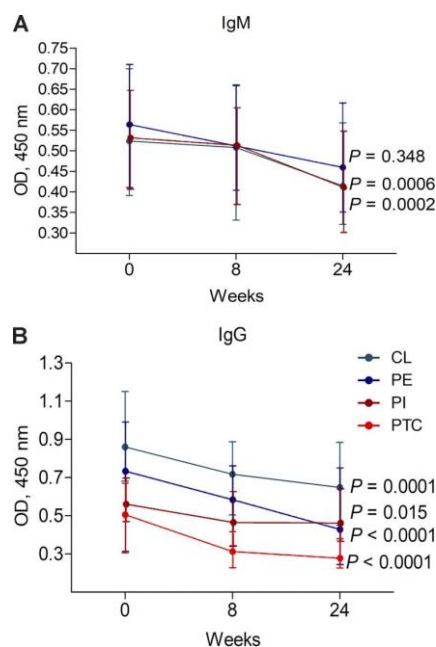 A
IgM
0.75
0.70
0.65
0.60
0.55
0.50
0.45
0.40
0.35
0.30
OD, 450 nm
P = 0.348
P = 0.0006
P = 0.0002
0 8 24
Weeks
B
IgG
1.3
0.9
0.7
0.5
0.3
OD, 450 nm
CL
PE
PI
PTC
P = 0.0001
P = 0.015
P < 0.0001
P < 0.0001
0 8 24
Weeks